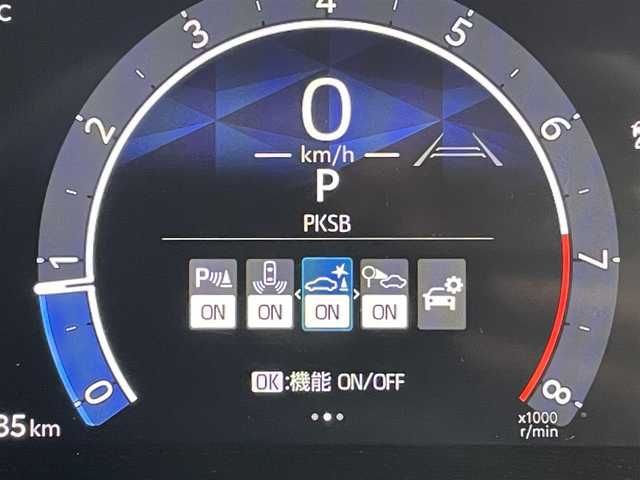 C
3
4
5
2
6
0
km/h
P
PKSB
1
7
P
ON
ON
ON
ON
OK:機能 ON/OFF
0
8
35km
x1000
r/min